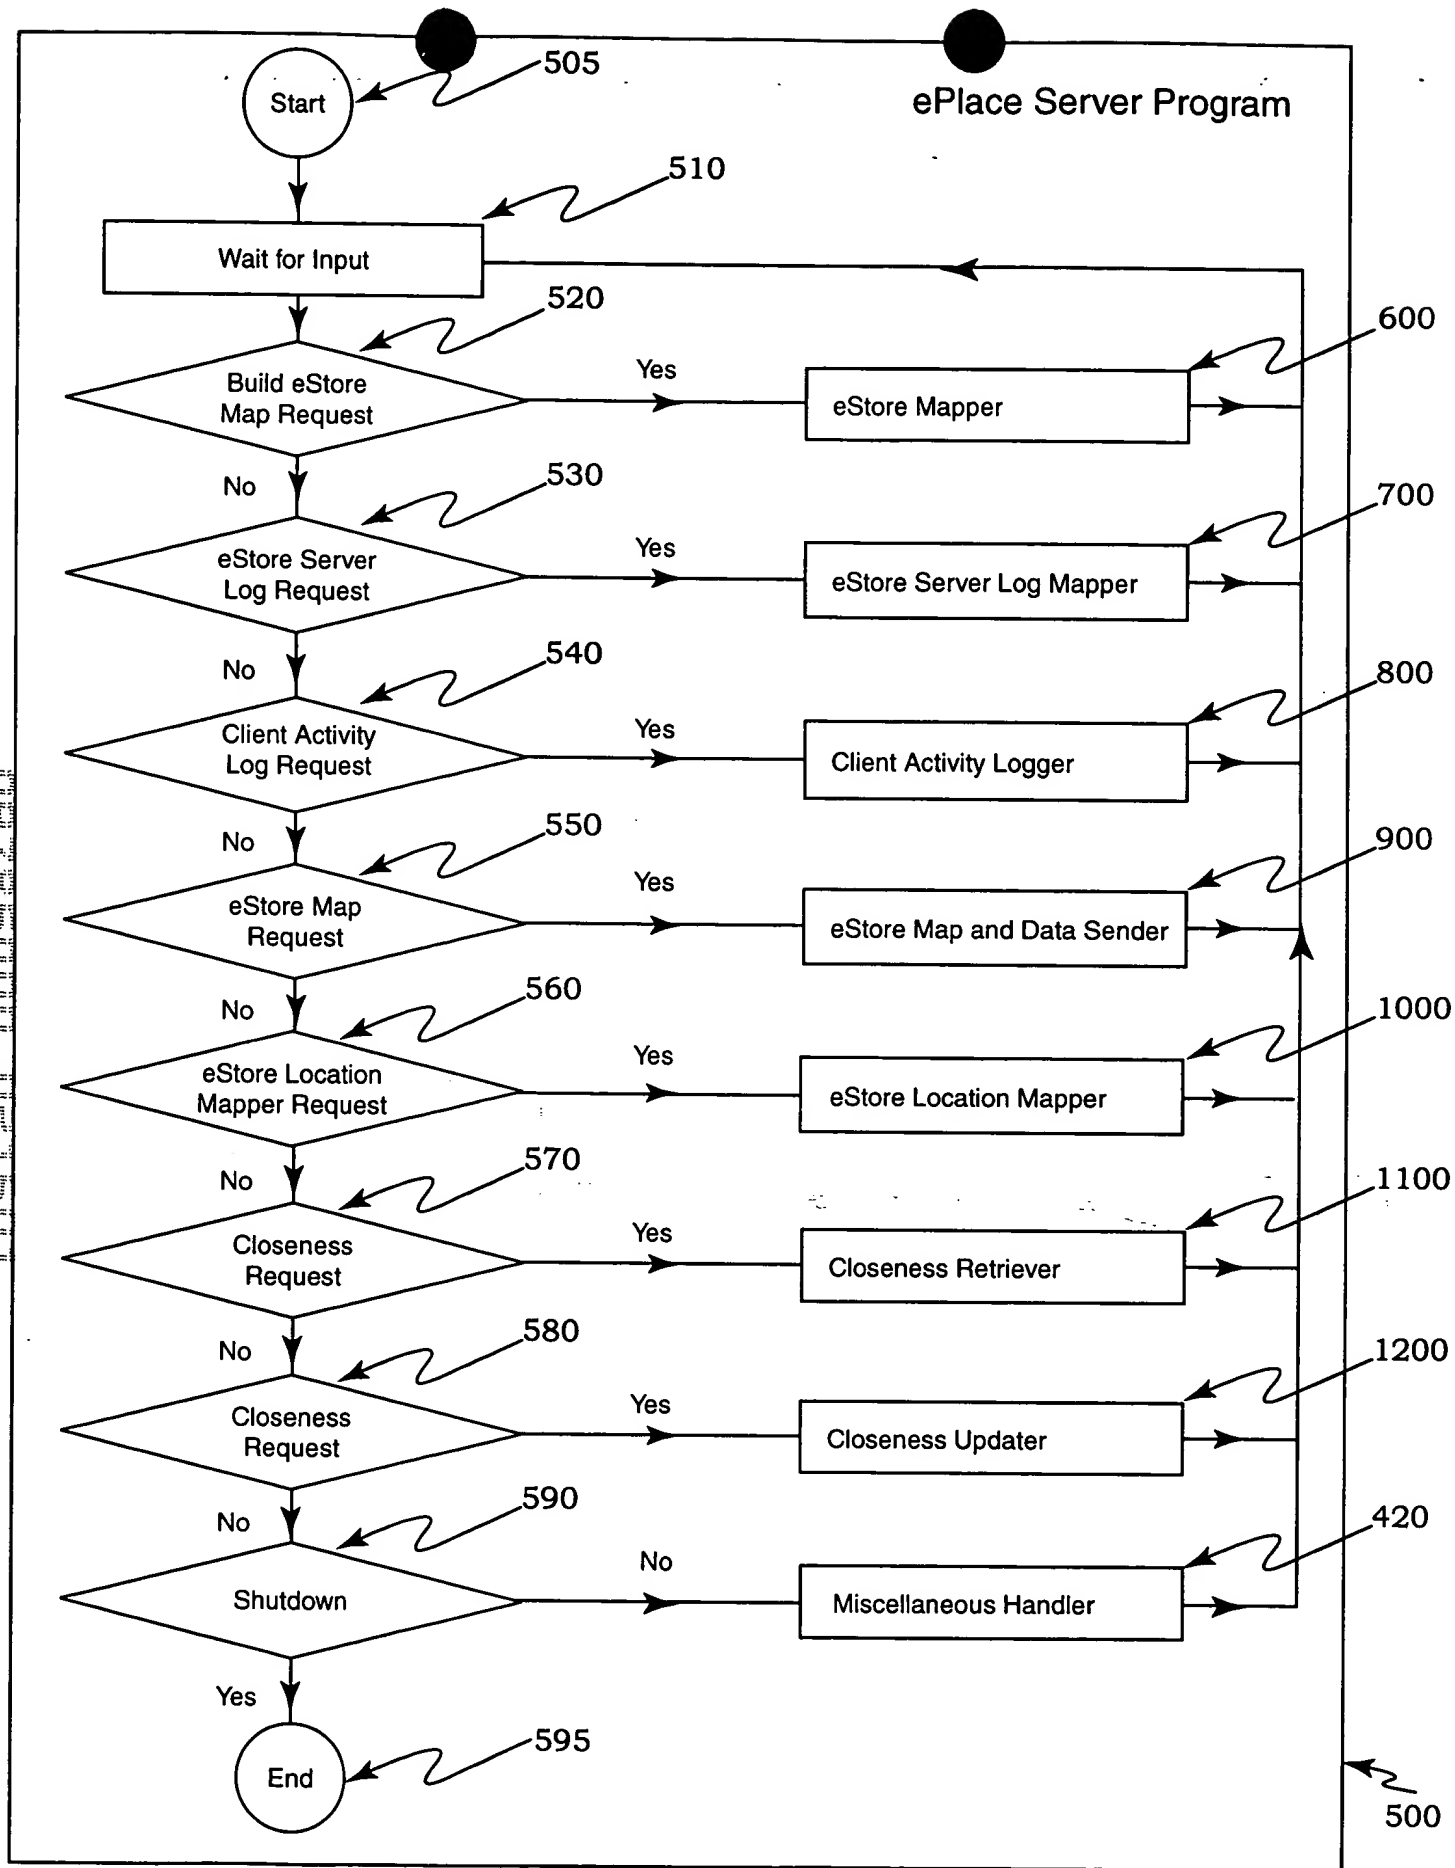 505
Start
ePlace Server Program
510
Wait for Input
520
600
Build eStore
Map Request
Yes
eStore Mapper
No
530
700
eStore Server
Log Request
Yes
eStore Server Log Mapper
No
540
800
Client Activity
Log Request
Yes
Client Activity Logger
No
550
900
eStore Map
Request
Yes
eStore Map and Data Sender
No
560
1000
eStore Location
Mapper Request
Yes
eStore Location Mapper
No
570
1100
Closeness
Request
Yes
Closeness Retriever
No
580
1200
Closeness
Request
Yes
Closeness Updater
No
590
420
Shutdown
No
Miscellaneous Handler
Yes
595
End
500